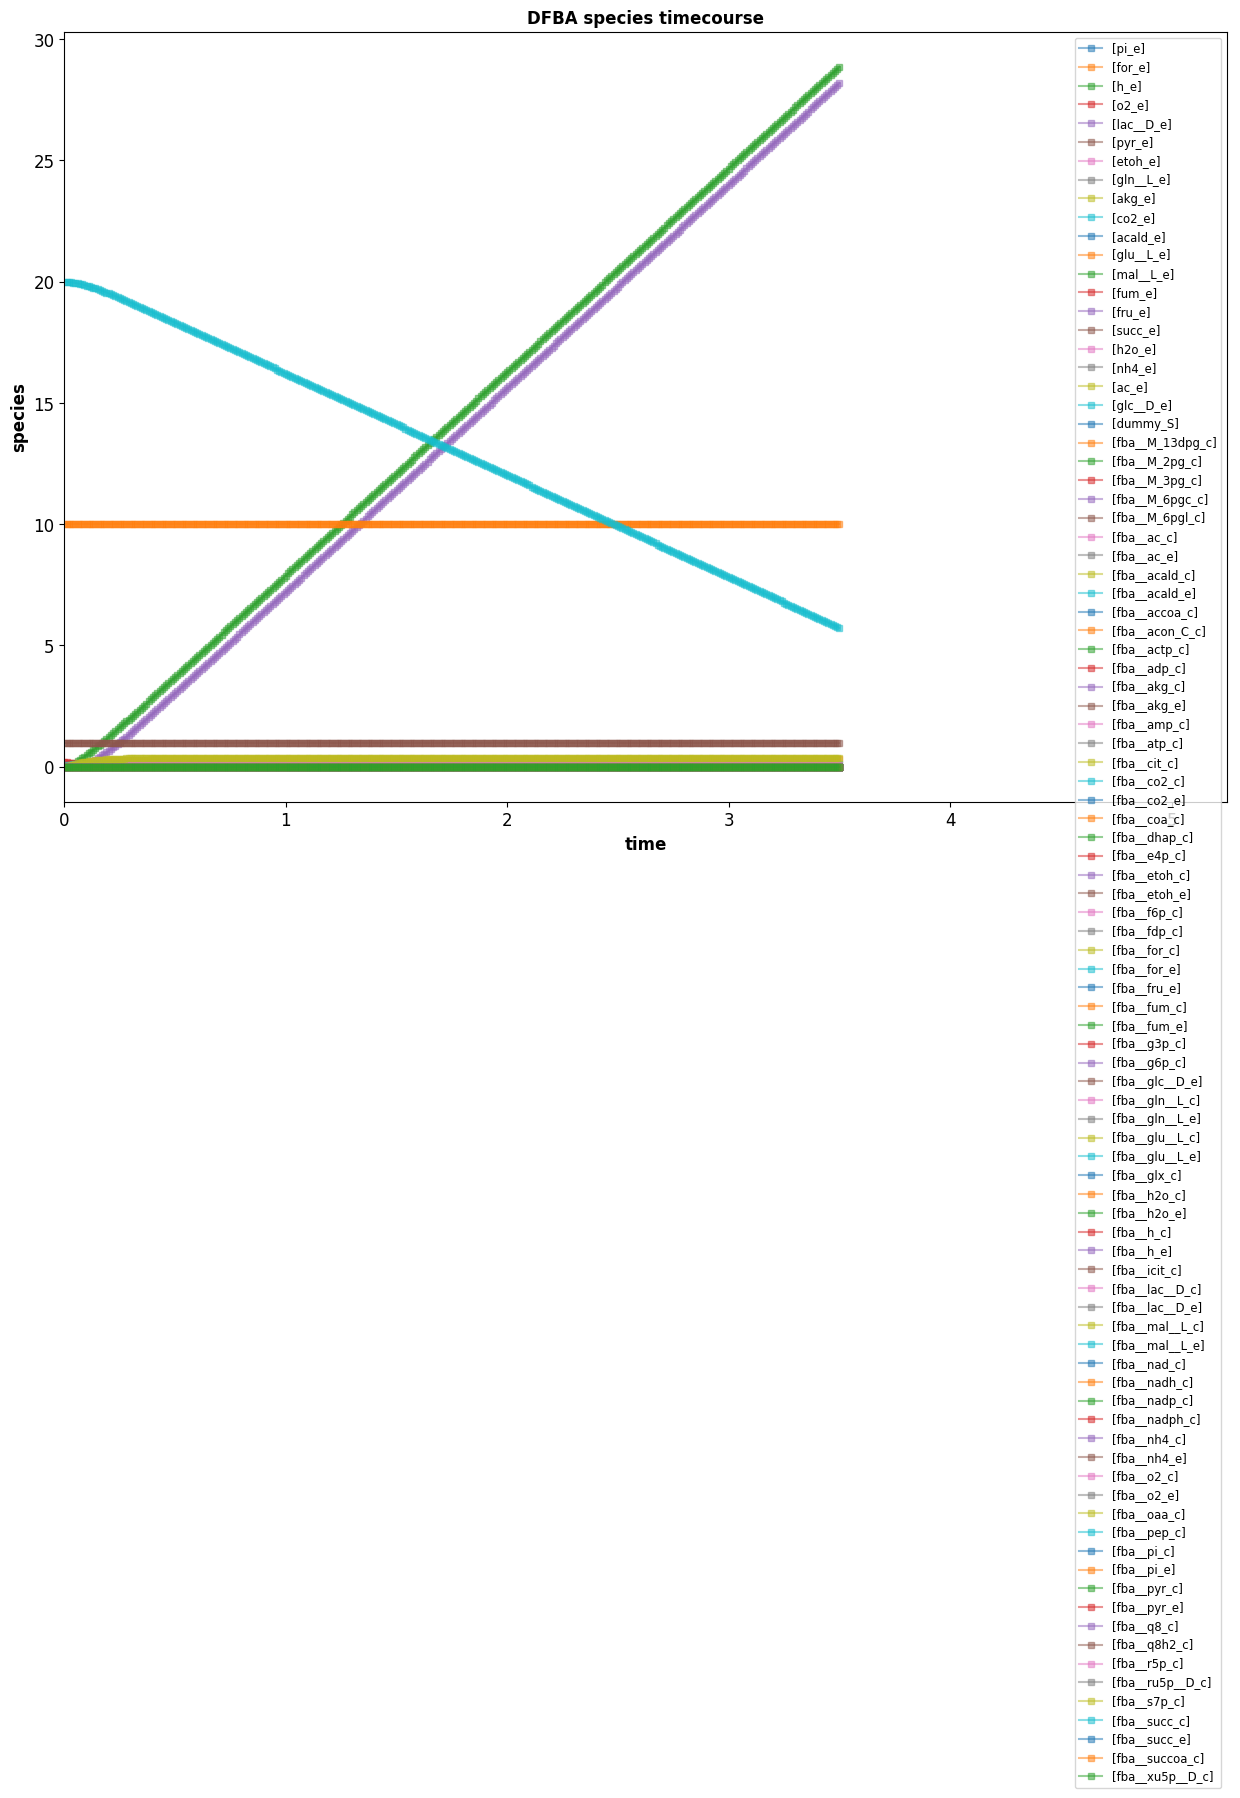 DFBA species timecourse
30
25
20
15
10
5
0
species
0
1
2
3
4
5
time
[pi_e]
[for_e]
[h_e]
[o2_e]
[lac__D_e]
[pyr_e]
[etoh_e]
[gln__L_e]
[akg_e]
[co2_e]
[acald_e]
[glu__L_e]
[mal__L_e]
[fum_e]
[fru_e]
[succ_e]
[h2o_e]
[nh4_e]
[ac_e]
[glc__D_e]
[dummy_S]
[fba__M_13dpg_c]
[fba__M_2pg_c]
[fba__M_3pg_c]
[fba__M_6pgc_c]
[fba__M_6pgl_c]
[fba__ac_c]
[fba__ac_e]
[fba__acald_c]
[fba__acald_e]
[fba__accoa_c]
[fba__acon_C_c]
[fba__actp_c]
[fba__adp_c]
[fba__akg_c]
[fba__akg_e]
[fba__amp_c]
[fba__atp_c]
[fba__cit_c]
[fba__co2_c]
[fba__co2_e]
[fba__coa_c]
[fba__dhap_c]
[fba__e4p_c]
[fba__etoh_c]
[fba__etoh_e]
[fba__f6p_c]
[fba__fdp_c]
[fba__for_c]
[fba__for_e]
[fba__fru_e]
[fba__fum_c]
[fba__fum_e]
[fba__g3p_c]
[fba__g6p_c]
[fba__glc__D_e]
[fba__gln__L_c]
[fba__gln__L_e]
[fba__glu__L_c]
[fba__glu__L_e]
[fba__glx_c]
[fba__h2o_c]
[fba__h2o_e]
[fba__h_c]
[fba__h_e]
[fba__icit_c]
[fba__lac__D_c]
[fba__lac__D_e]
[fba__mal__L_c]
[fba__mal__L_e]
[fba__nad_c]
[fba__nadh_c]
[fba__nadp_c]
[fba__nadph_c]
[fba__nh4_c]
[fba__nh4_e]
[fba__o2_c]
[fba__o2_e]
[fba__oaa_c]
[fba__pep_c]
[fba__pi_c]
[fba__pi_e]
[fba__pyr_c]
[fba__pyr_e]
[fba__q8_c]
[fba__q8h2_c]
[fba__r5p_c]
[fba__ru5p__D_c]
[fba__s7p_c]
[fba__succ_c]
[fba__succ_e]
[fba__succoa_c]
[fba__xu5p__D_c]